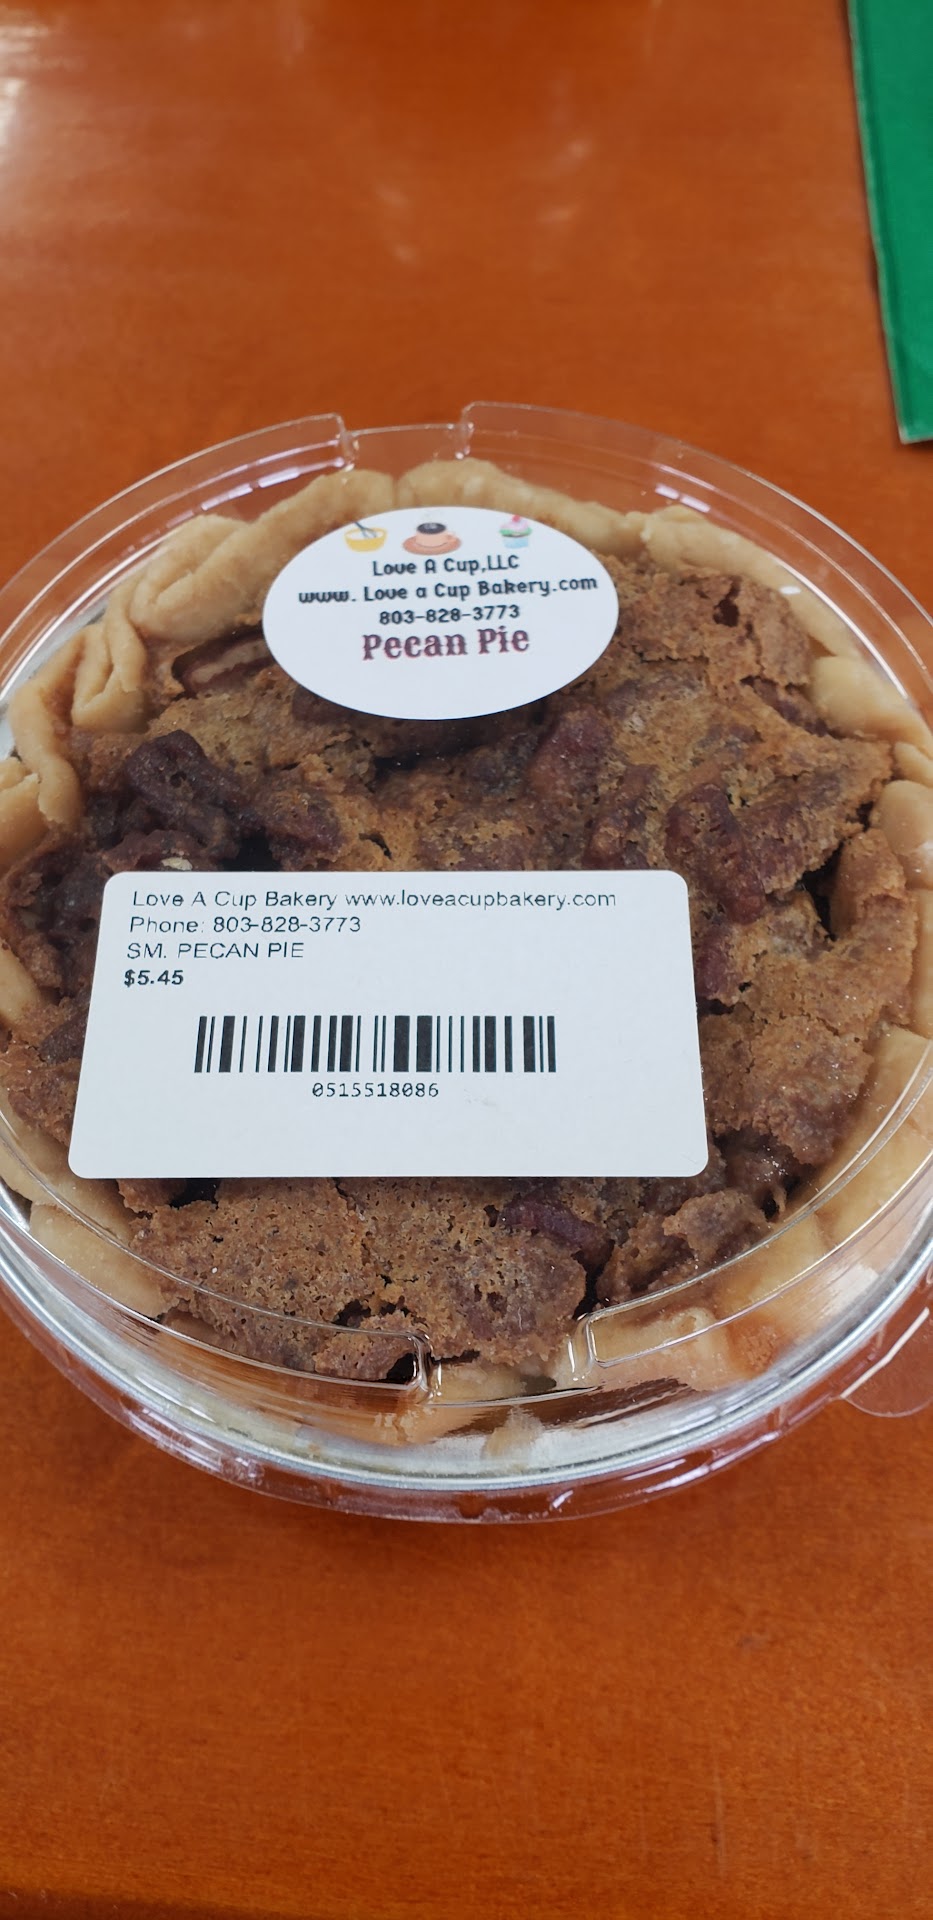 Love A Cup,LLC
www. Love a Cup Bakery.com
803-828-3773
Pecan Pie
Love A Cup Bakery www.loveacupbakery.com
Phone: 803-828-3773
SM. PECAN PIE
$5.45
0515518086